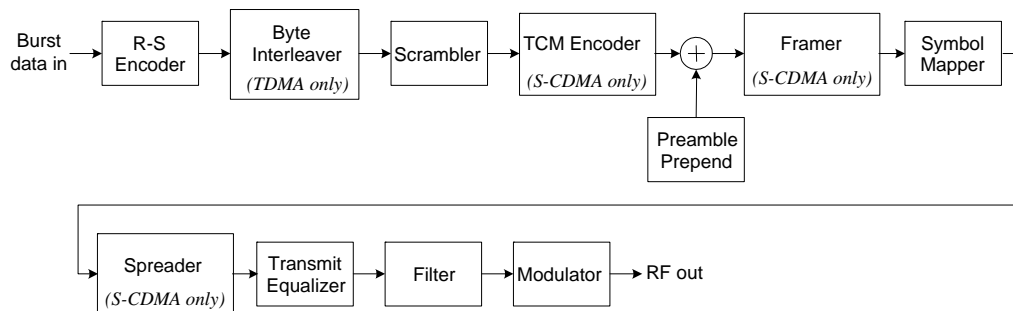 Burst
data in
R-S
Encoder
Byte
Interleaver
(TDMA only)
Scrambler
TCM Encoder
(S-CDMA only)
Framer
(S-CDMA only)
Symbol
Mapper
Preamble
Prepend
Spreader
(S-CDMA only)
Transmit
Equalizer
Filter
Modulator
RF out